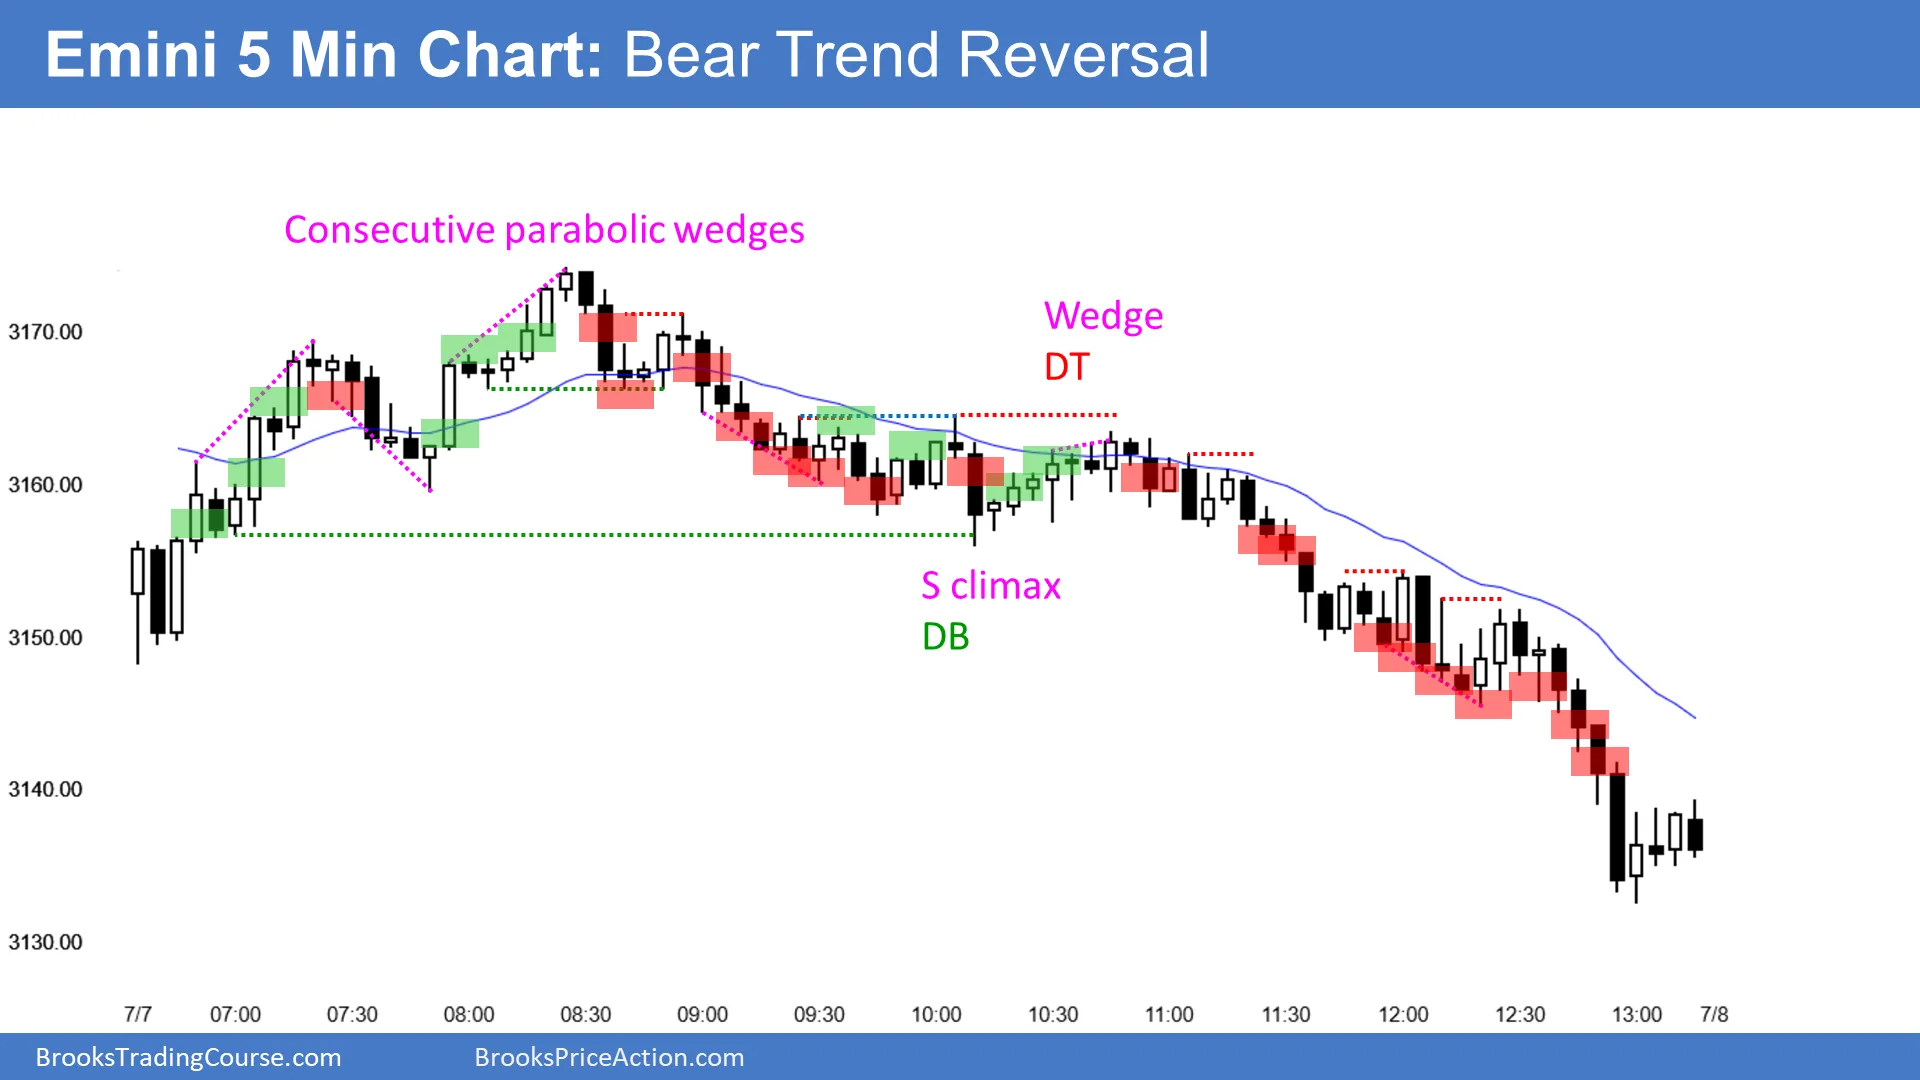 Emini 5 Min Chart: Bear Trend Reversal
Consecutive parabolic wedges
Wedge
DT
S climax
DB
3170.00
3160.00
3150.00
3140.00
3130.00
7/7 07:00 07:30 08:00 08:30 09:00 09:30 10:00 10:30 11:00 11:30 12:00 12:30 13:00 7/8
BrooksTradingCourse.com BrooksPriceAction.com